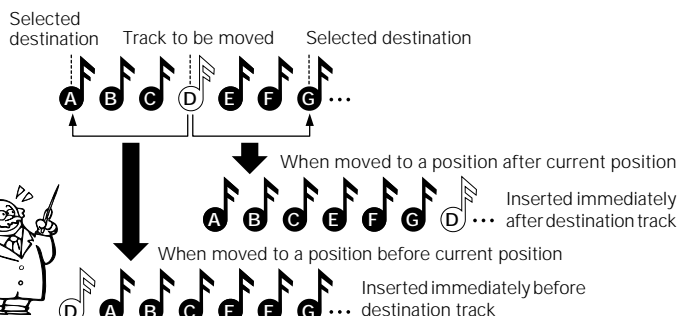 Selected
destination Track to be moved Selected destination
A B C D E F G ...
When moved to a position after current position
A B C E F G D ... Inserted immediately
after destination track
When moved to a position before current position
D A B C E F G ... Inserted immediately before
destination track